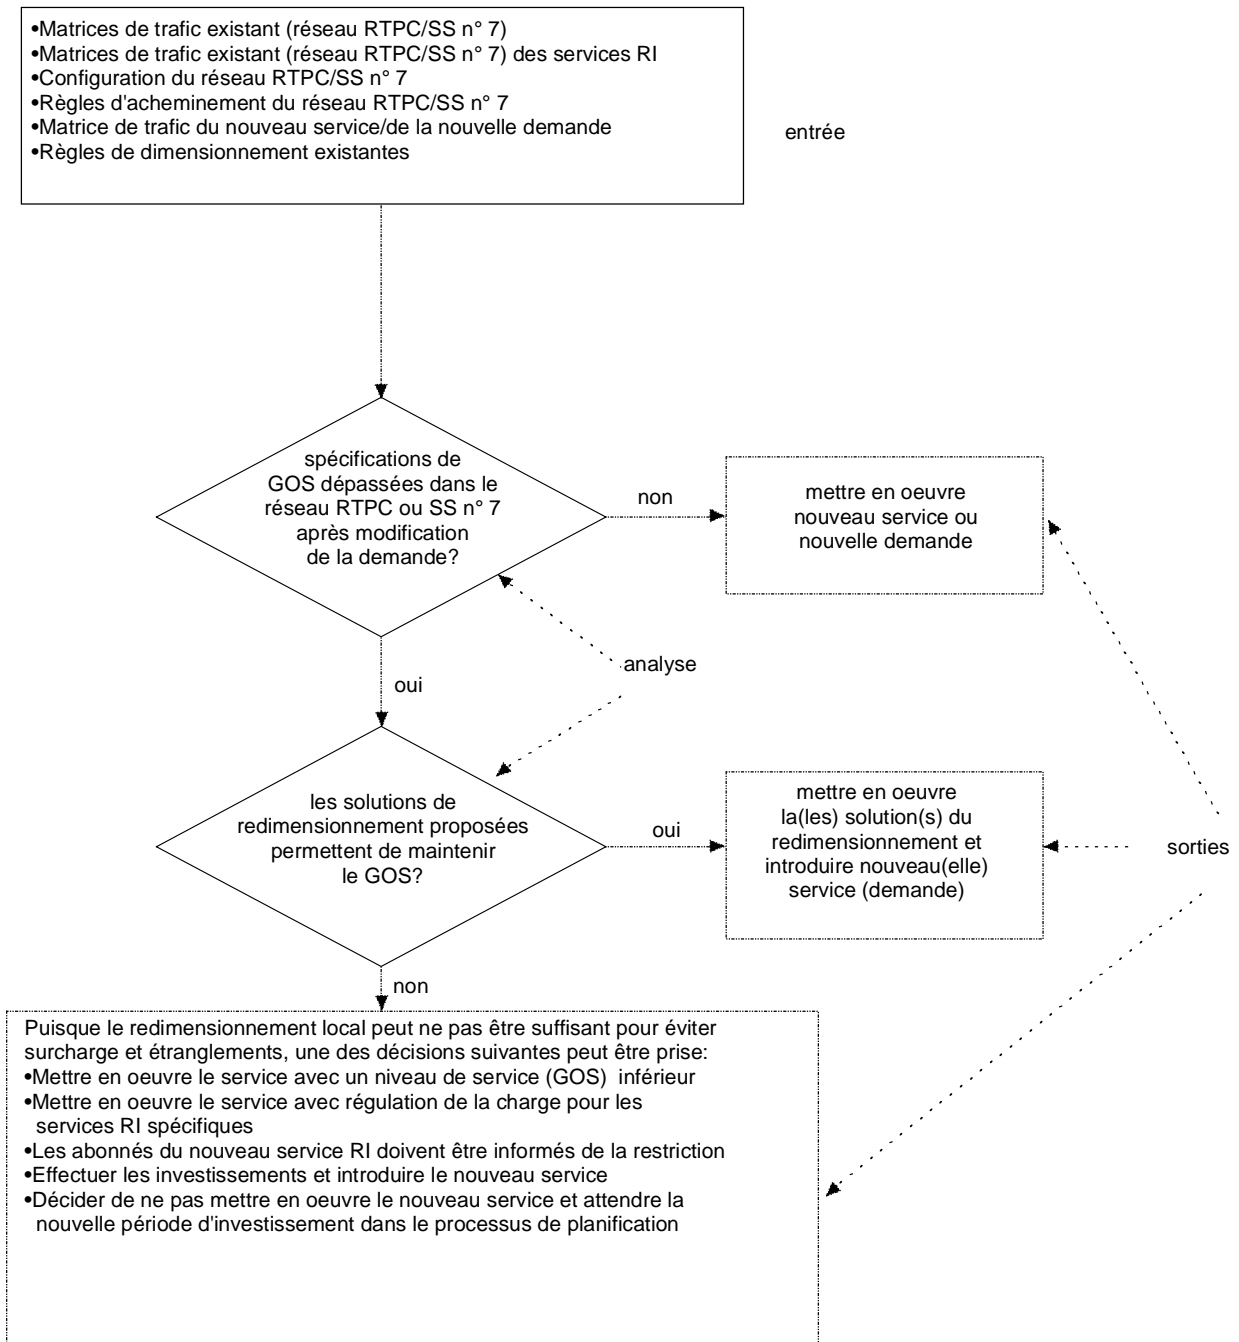 •Matrices de trafic existant (réseau RTPC/SS n° 7)
•Matrices de trafic existant (réseau RTPC/SS n° 7) des services RI
•Configuration du réseau RTPC/SS n° 7
•Règles d'acheminement du réseau RTPC/SS n° 7
•Matrice de trafic du nouveau service/de la nouvelle demande
•Règles de dimensionnement existantes
entrée
spécifications de
GOS dépassées dans le
réseau RTPC ou SS n° 7
après modification
de la demande?
non
mettre en oeuvre
nouveau service ou
nouvelle demande
analyse
oui
les solutions de
redimensionnement proposées
permettent de maintenir
le GOS?
oui
mettre en oeuvre
la(les) solution(s) du
redimensionnement et
introduire nouveau(elle)
service (demande)
sorties
non
Puisque le redimensionnement local peut ne pas être suffisant pour éviter
surcharge et étranglements, une des décisions suivantes peut être prise:
•Mettre en oeuvre le service avec un niveau de service (GOS) inférieur
•Mettre en oeuvre le service avec régulation de la charge pour les
services RI spécifiques
•Les abonnés du nouveau service RI doivent être informés de la restriction
•Effectuer les investissements et introduire le nouveau service
•Décider de ne pas mettre en oeuvre le nouveau service et attendre la
nouvelle période d'investissement dans le processus de planification